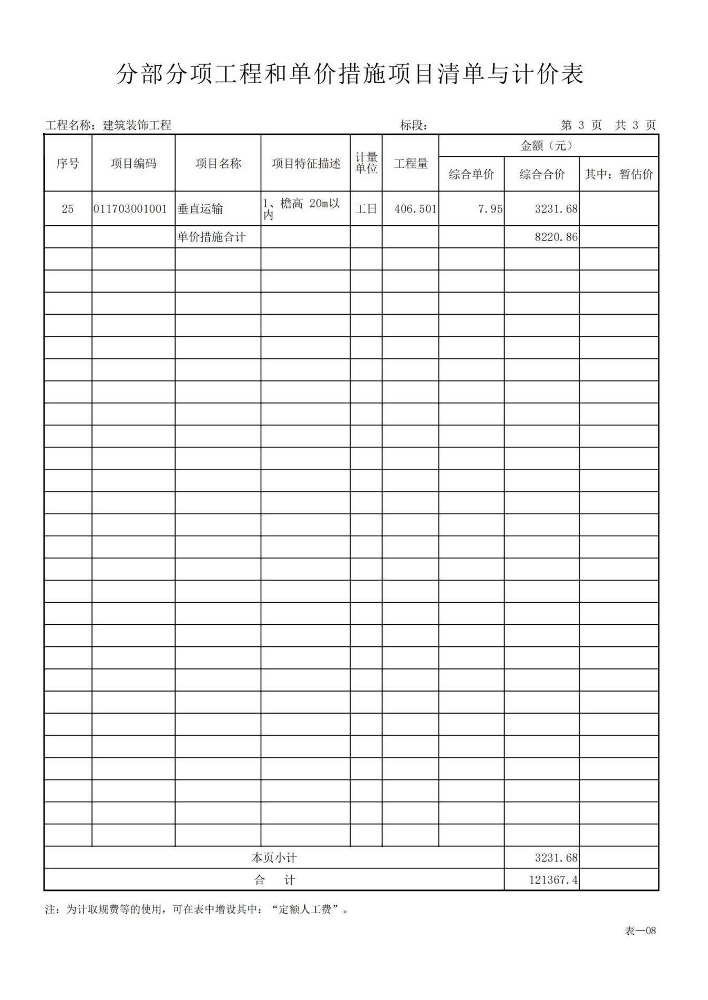 分部分项工程和单价措施项目清单与计价表
工程名称：建筑装饰工程 标段： 第 3 页 共 3 页
序号 项目编码 项目名称 项目特征描述 计量单位 工程量 金额（元）
综合单价 综合合价 其中：暂估价
25 011703001001 垂直运输 1、檐高 20m以内 工日 406.501 7.95 3231.68
单价措施合计 8220.86
本页小计 3231.68
合 计 121367.4
注：为计取规费等的使用，可在表中增设其中：“定额人工费”。
表—08